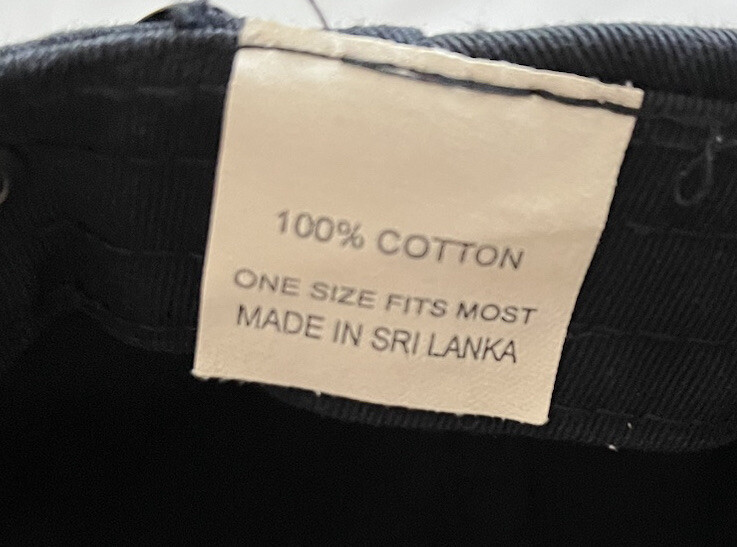 100% COTTON
ONE SIZE FITS MOST
MADE IN SRI LANKA